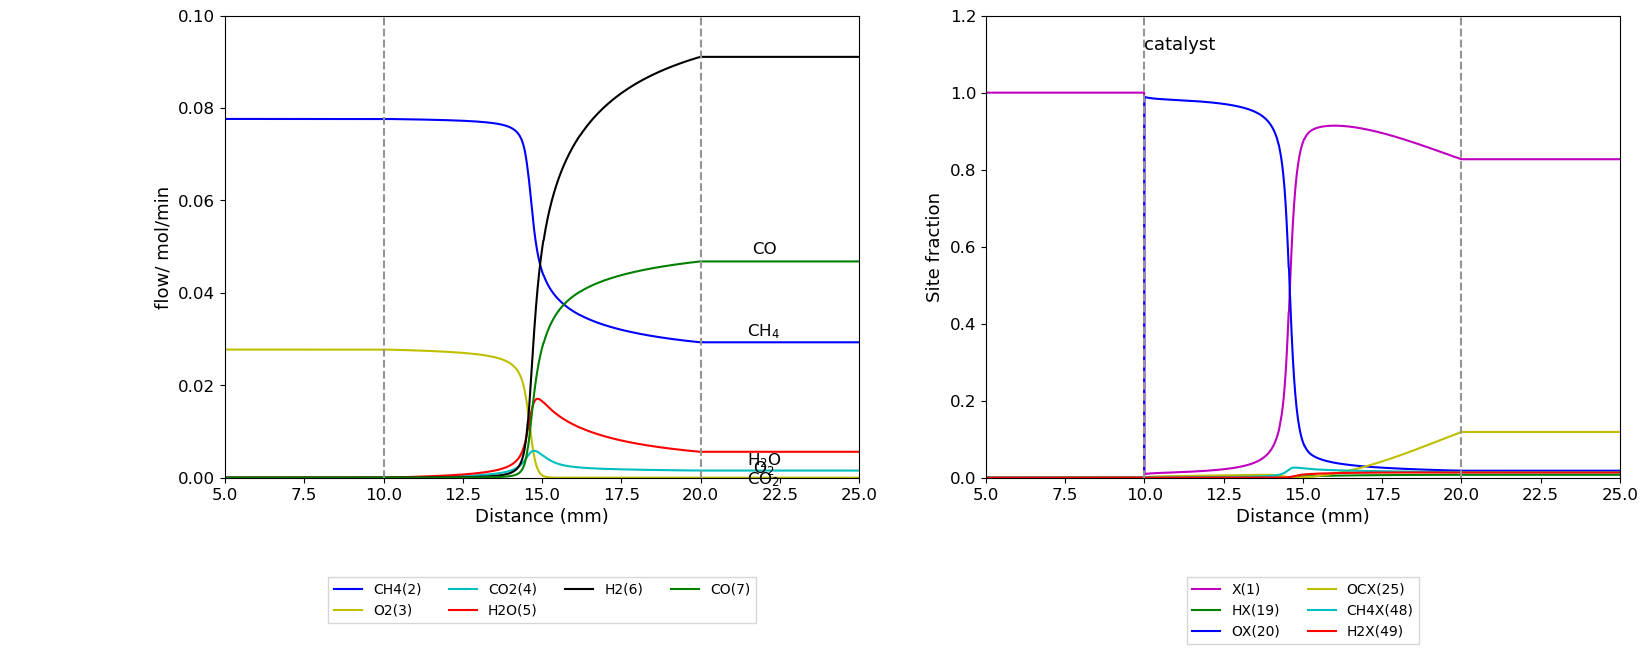 0.10
0.08
0.06
0.04
0.02
0.00
flow/ mol/min
CO
CH₄
H₂O
O₂
CO₂
5.0 7.5 10.0 12.5 15.0 17.5 20.0 22.5 25.0
Distance (mm)
CH4(2) CO2(4) H2(6) CO(7)
O2(3) H2O(5)
1.2
1.0
0.8
0.6
0.4
0.2
0.0
Site fraction
catalyst
5.0 7.5 10.0 12.5 15.0 17.5 20.0 22.5 25.0
Distance (mm)
X(1) OCX(25)
HX(19) CH4X(48)
OX(20) H2X(49)